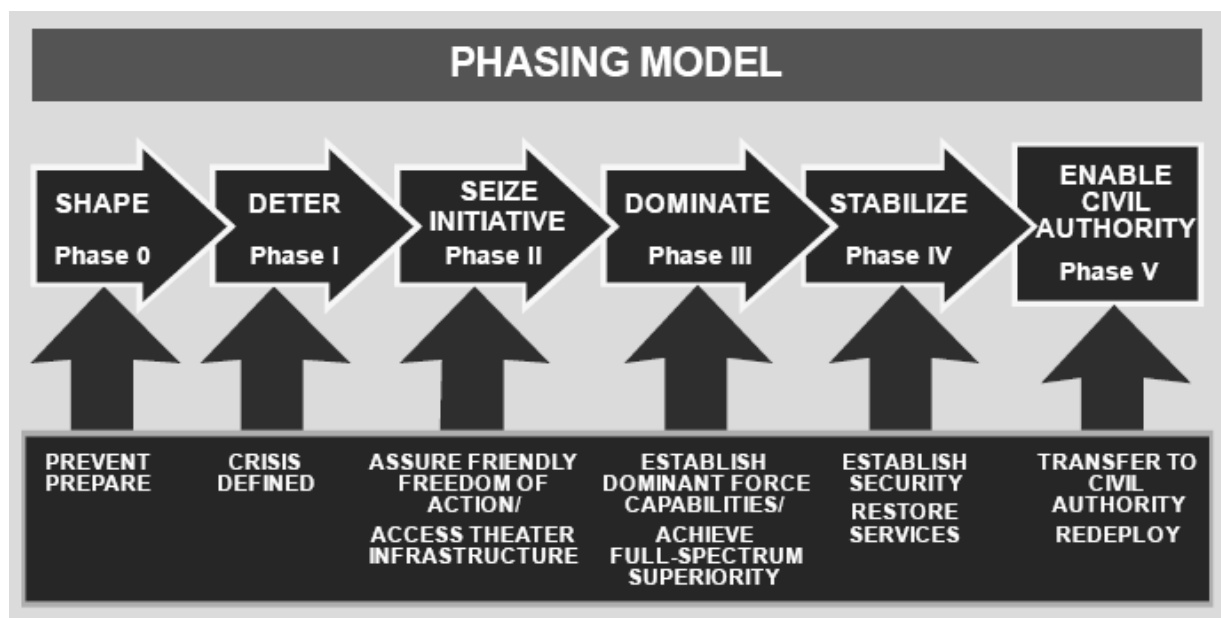 PHASING MODEL
SHAPE
Phase 0
DETER
Phase I
SEIZE
INITIATIVE
Phase II
DOMINATE
Phase III
STABILIZE
Phase IV
ENABLE
CIVIL
AUTHORITY
Phase V
PREVENT
PREPARE
CRISIS
DEFINED
ASSURE FRIENDLY
FREEDOM OF
ACTION/
ACCESS THEATER
INFRASTRUCTURE
ESTABLISH
DOMINANT FORCE
CAPABILITIES/
ACHIEVE
FULL-SPECTRUM
SUPERIORITY
ESTABLISH
SECURITY
RESTORE
SERVICES
TRANSFER TO
CIVIL
AUTHORITY
REDEPLOY